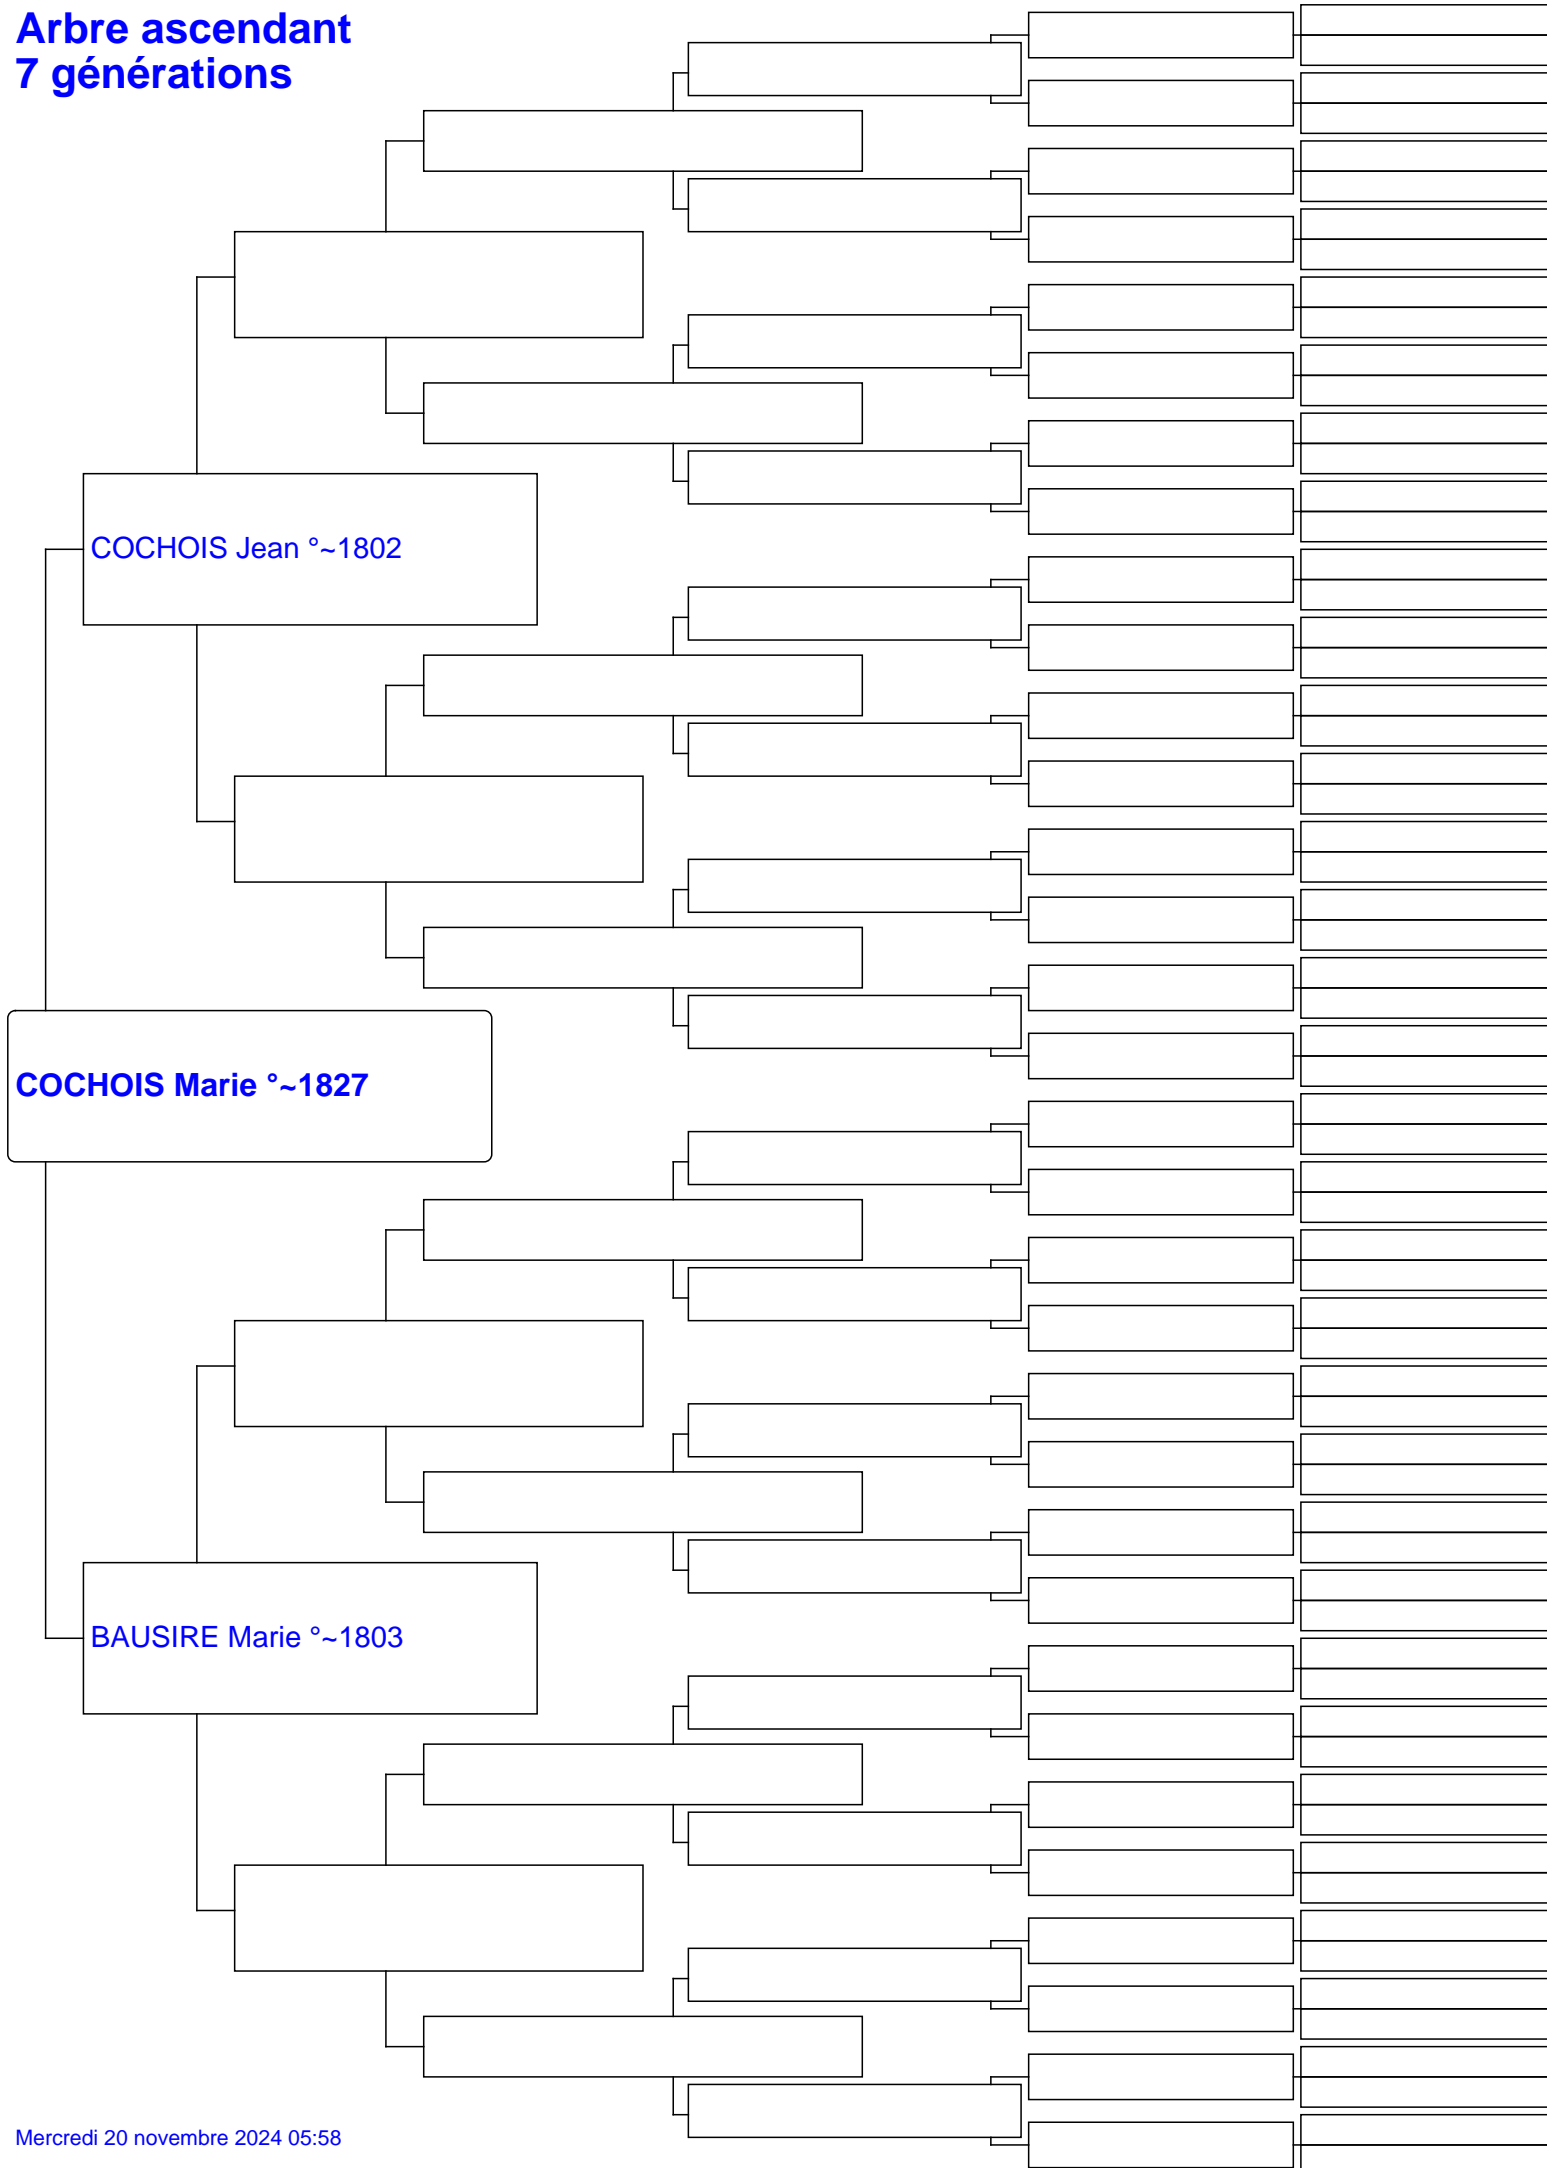 Arbre ascendant
7 générations
COCHOIS Jean °~1802
COCHOIS Marie °~1827
BAUSIRE Marie °~1803
Mercredi 20 novembre 2024 05:58